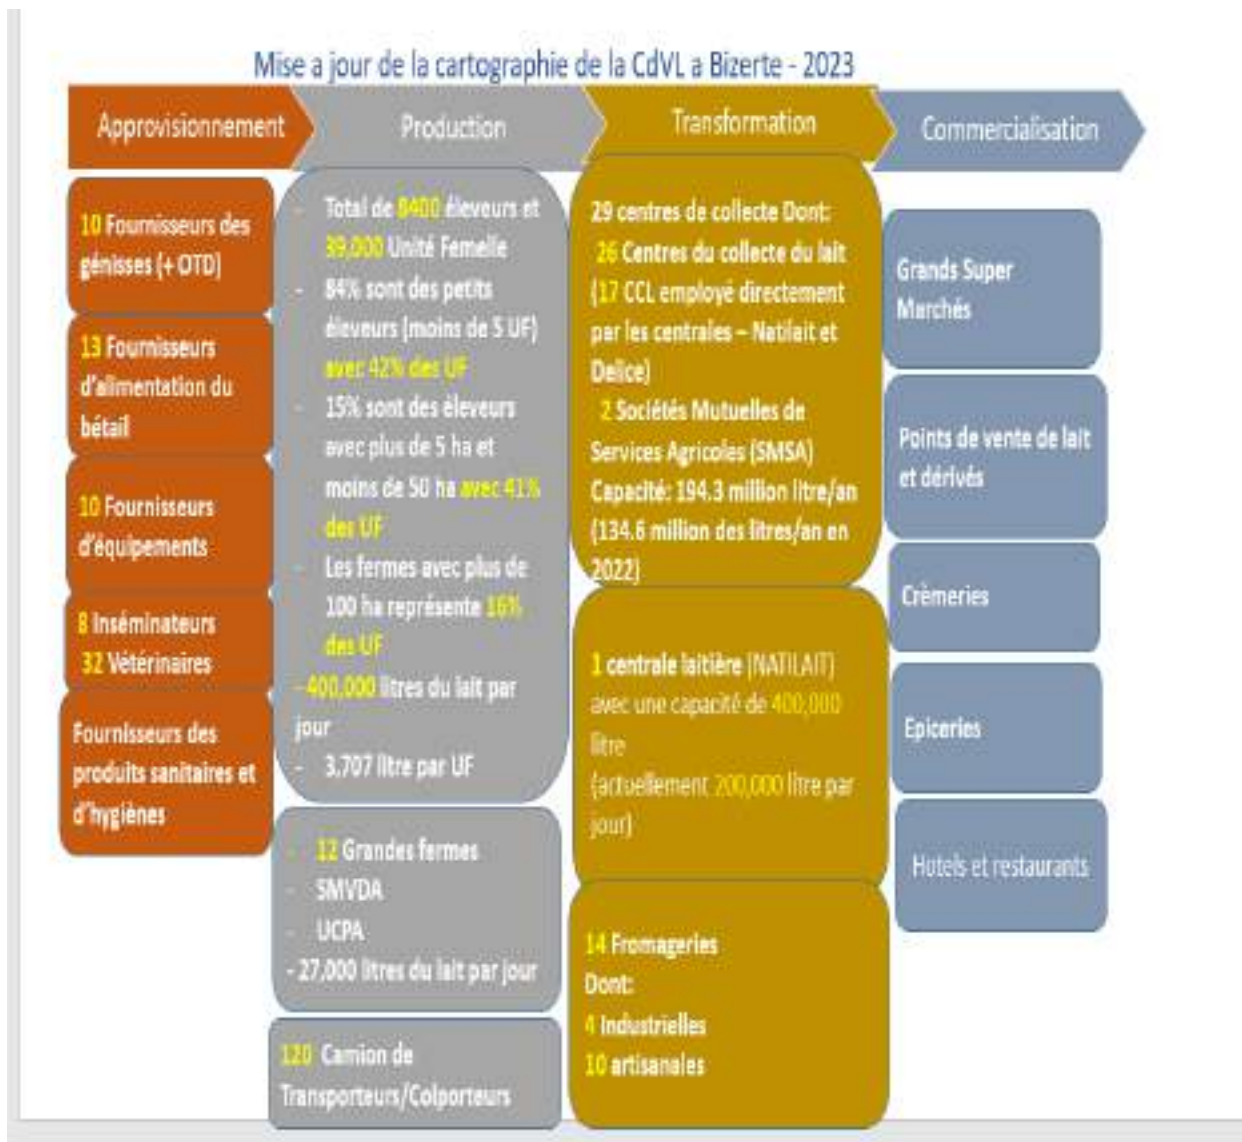 Mise a jour de la cartographie de la CdVL a Bizerte - 2023
Approvisionnement
Production
Transformation
Commercialisation
10 Fournisseurs des
génisses (+ OTD)
13 Fournisseurs
d'alimentation du
bétail
10 Fournisseurs
d'équipements
8 Inséminateurs
32 Vétérinaires
Fournisseurs des
produits sanitaires et
d'hygiènes
- Total de 8400 éleveurs et
39,000 Unité Femelle
- 84% sont des petits
éleveurs (moins de 5 UF)
avec 42% des UF
- 15% sont des éleveurs
avec plus de 5 ha et
moins de 50 ha avec 41%
des UF
- Les fermes avec plus de
100 ha représente 16%
des UF
- 400,000 litres du lait par
jour
- 3,707 litre par UF
- 12 Grandes fermes
- SMVDA
- UCPA
- 27,000 litres du lait par jour
120 Camion de
Transporteurs/Colporteurs
29 centres de collecte Dont:
26 Centres du collecte du lait
(17 CCL employé directement
par les centrales – Natilait et
Delice)
2 Sociétés Mutuelles de
Services Agricoles (SMSA)
Capacité: 194.3 million litre/an
(134.6 million des litres/an en
2022)
1 centrale laitière (NATILAIT)
avec une capacité de 400,000
litre
(actuellement 200,000 litre par
jour)
14 Fromageries
Dont:
4 Industrielles
10 artisanales
Grands Super
Marchés
Points de vente de lait
et dérivés
Crèmeries
Epiceries
Hotels et restaurants